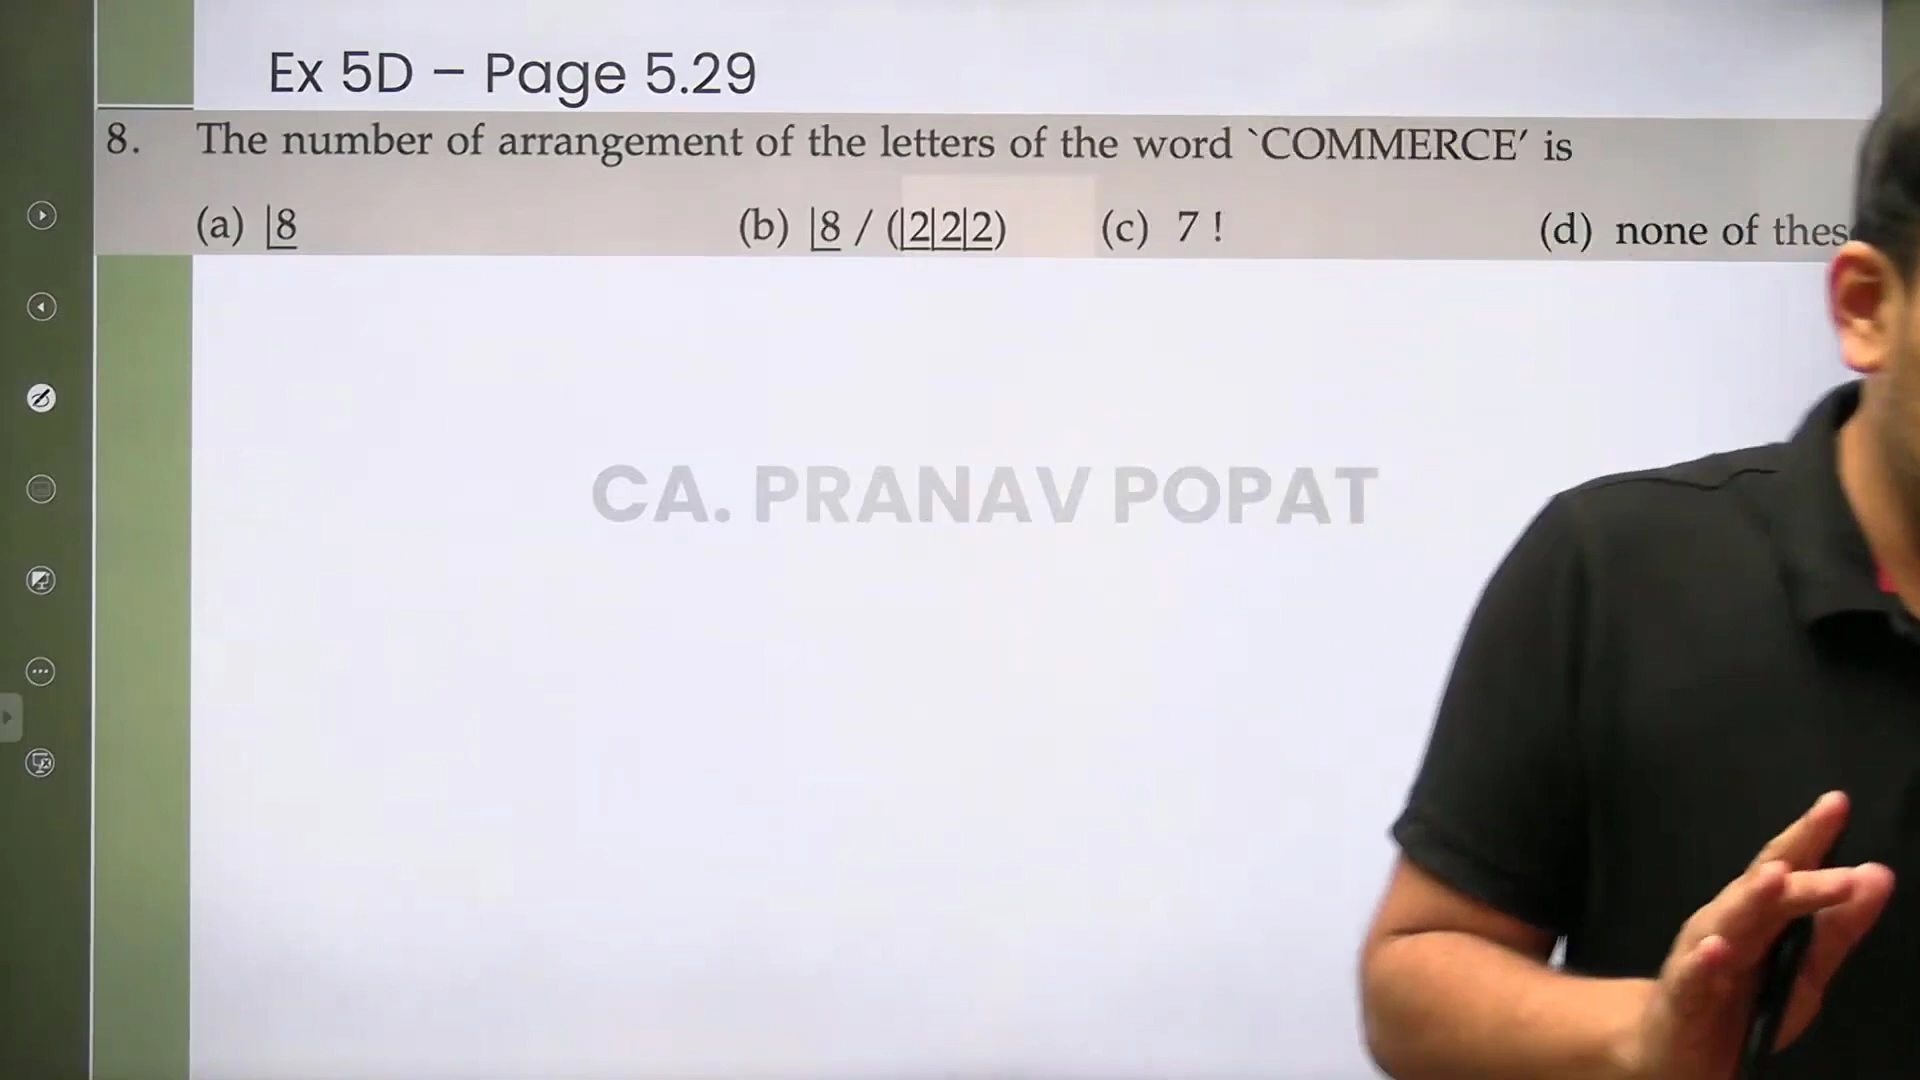 Ex 5D – Page 5.29
8. The number of arrangement of the letters of the word `COMMERCE′ is
(a) |8 (b) |8 / (|2|2|2) (c) 7 ! (d) none of thes
CA. PRANAV POPAT